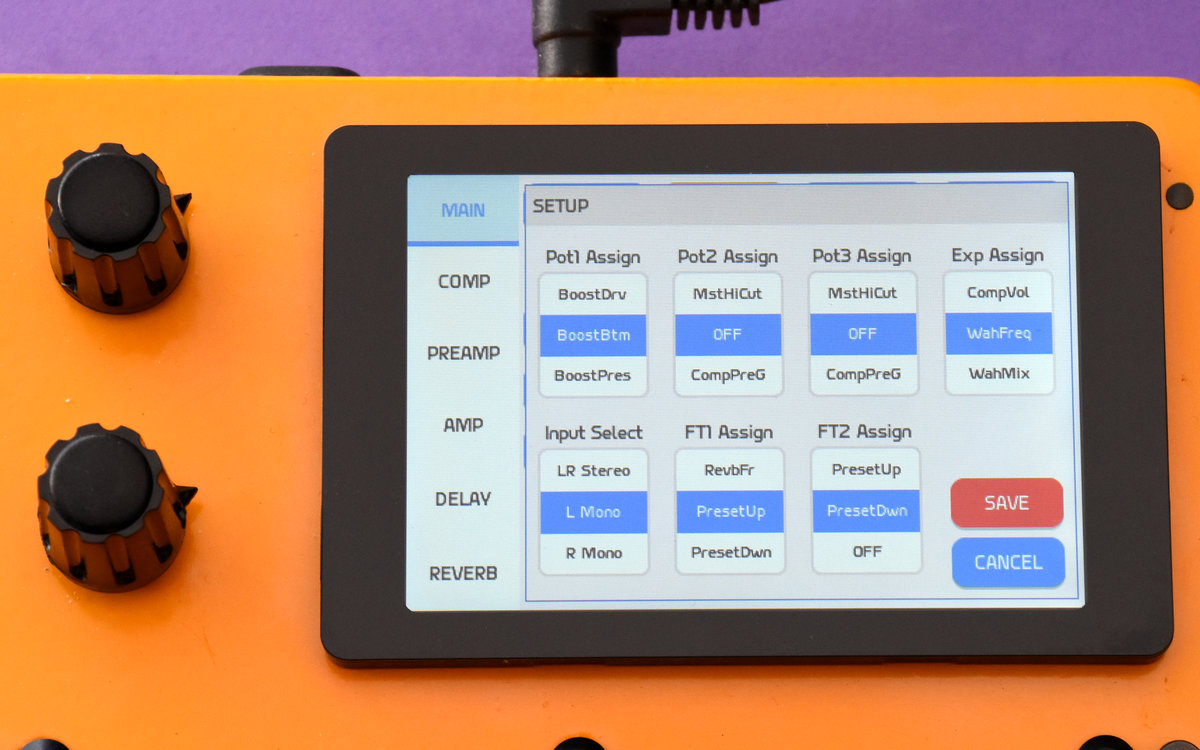 MAIN
COMP
PREAMP
AMP
DELAY
REVERB
SETUP
Pot1 Assign
BoostDrv
BoostBtm
BoostPres
Pot2 Assign
MstHiCut
OFF
CompPreG
Pot3 Assign
MstHiCut
OFF
CompPreG
Exp Assign
CompVol
WahFreq
WahMix
Input Select
LR Stereo
L Mono
R Mono
FT1 Assign
RevbFr
PresetUp
PresetDwn
FT2 Assign
PresetUp
PresetDwn
OFF
SAVE
CANCEL